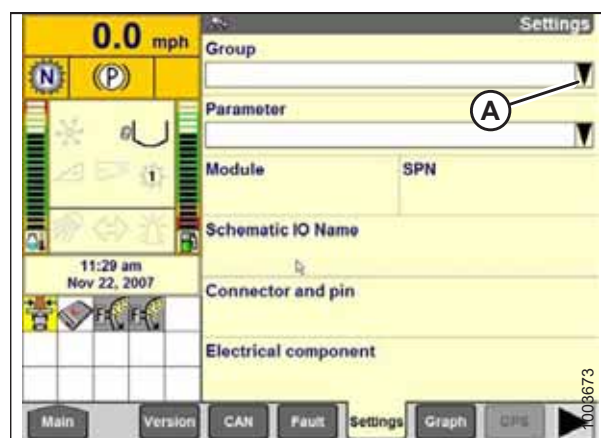 0.0 mph
Settings
Group
N
(P)
A
Parameter
Module
SPN
1
Schematic IO Name
11:29 am
Nov 22, 2007
Connector and pin
Electrical component
1003673
Main
Version
CAN
Fault
Settings
Graph
GPS